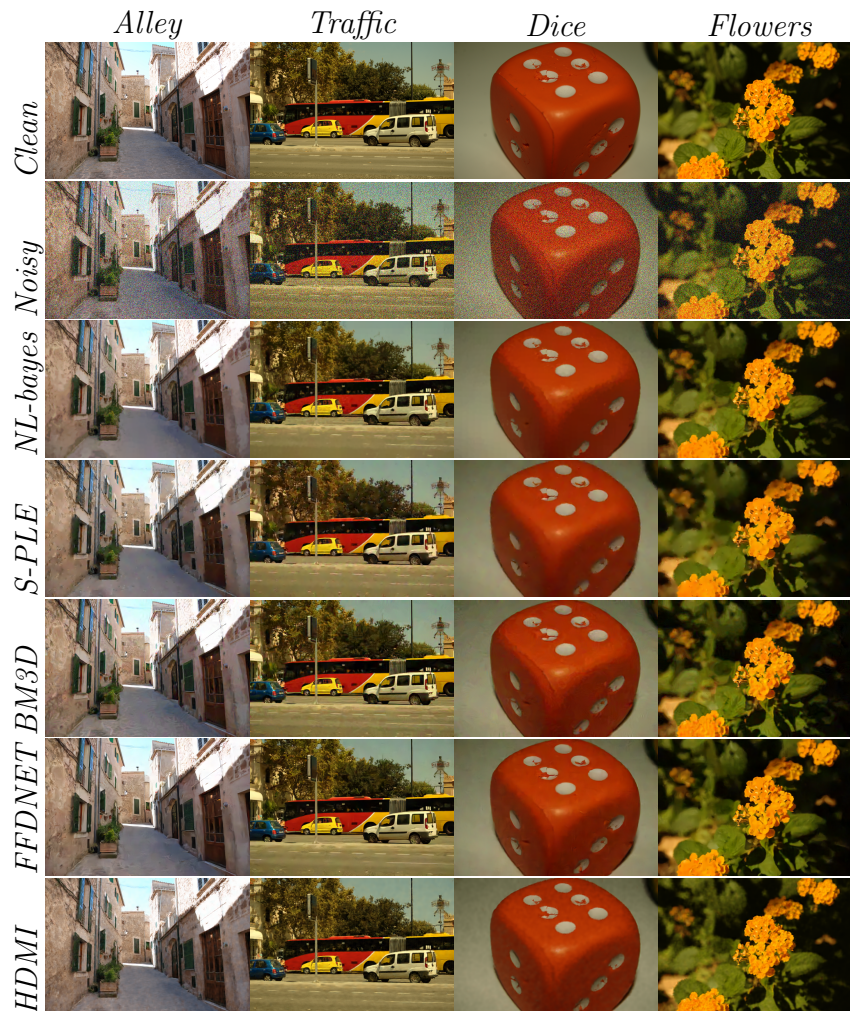 Alley Traffic Dice Flowers
Clean
Noisy
NL-bayes
S-PLE
BM3D
FFDNET
HDMI